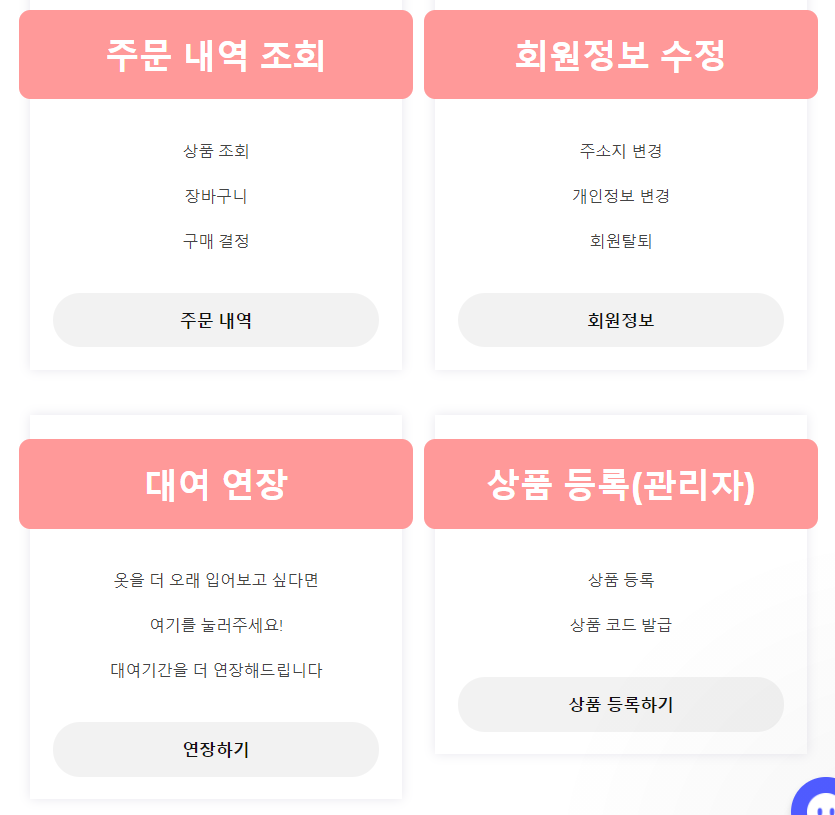 주문 내역 조회
상품 조회
장바구니
구매 결정
주문 내역
회원정보 수정
주소지 변경
개인정보 변경
회원탈퇴
회원정보
대여 연장
옷을 더 오래 입어보고 싶다면
여기를 눌러주세요!
대여기간을 더 연장해드립니다
연장하기
상품 등록(관리자)
상품 등록
상품 코드 발급
상품 등록하기